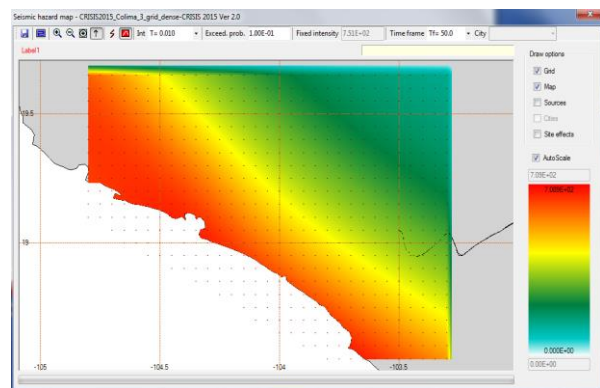 Seismic hazard map - CRISIS2015_Colima_3_grid_dense-CRISIS 2015 Ver 2.0
Int T= 0.010 Exceed. prob. 1.00E-01 Fixed intensity 7.51E+02 Time frame Tf= 50.0 City
Label1
Draw options
Grid
Map
Sources
Cities
Site effects
AutoScale
7.09E+02
7.089E+02
0.000E+00
0.00E+00
19.5
19
-105
-104.5
-104
-103.5